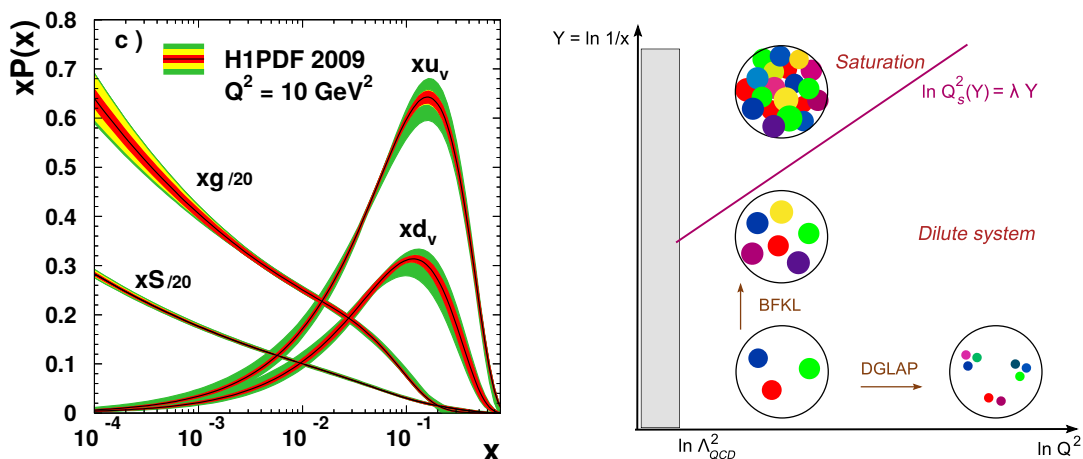 c )
H1PDF 2009
Q² = 10 GeV²
xP(x)
0.8
0.7
0.6
0.5
0.4
0.3
0.2
0.1
0
xu_v
xg /20
xd_v
xS/20
10⁻⁴
10⁻³
10⁻²
10⁻¹
x
Y = ln 1/x
Saturation
ln Q_s²(Y) = λ Y
Dilute system
BFKL
DGLAP
ln Λ²_QCD
ln Q²